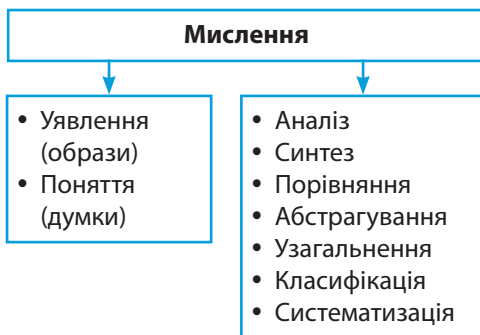 Мислення
• Уявлення
(образи)
• Поняття
(думки)
• Аналіз
• Синтез
• Порівняння
• Абстрагування
• Узагальнення
• Класифікація
• Систематизація